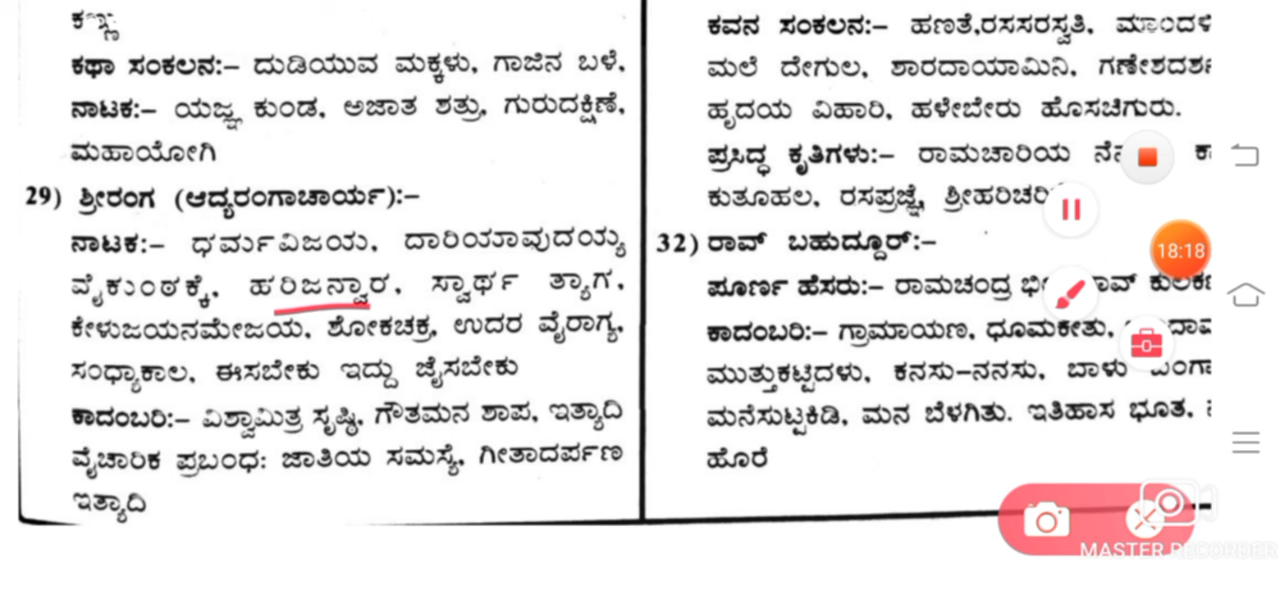 ಕಣ್ಣು
ಕಥಾ ಸಂಕಲನ:– ದುಡಿಯುವ ಮಕ್ಕಳು, ಗಾಜಿನ ಬಳೆ,
ನಾಟಕ:– ಯಜ್ಞ ಕುಂಡ, ಅಜಾತ ಶತ್ರು, ಗುರುದಕ್ಷಿಣೆ,
ಮಹಾಯೋಗಿ
29) ಶ್ರೀರಂಗ (ಆದ್ಯರಂಗಾಚಾರ್ಯ):–
ನಾಟಕ:– ಧರ್ಮವಿಜಯ, ದಾರಿಯಾವುದಯ್ಯ
ವೈಕುಂಠಕ್ಕೆ, ಹರಿಜನ್ವಾರ, ಸ್ವಾರ್ಥ ತ್ಯಾಗ,
ಕೇಳುಜಯನಮೇಜಯ, ಶೋಕಚಕ್ರ, ಉದರ ವೈರಾಗ್ಯ,
ಸಂಧ್ಯಾಕಾಲ, ಈಸಬೇಕು ಇದ್ದು ಜೈಸಬೇಕು
ಕಾದಂಬರಿ:– ವಿಶ್ವಾಮಿತ್ರ ಸೃಷ್ಠಿ, ಗೌತಮನ ಶಾಪ, ಇತ್ಯಾದಿ
ವೈಚಾರಿಕ ಪ್ರಬಂಧ: ಜಾತಿಯ ಸಮಸ್ಯೆ, ಗೀತಾದರ್ಪಣ
ಇತ್ಯಾದಿ
ಕವನ ಸಂಕಲನ:– ಹಣತೆ,ರಸಸರಸ್ವತಿ,
ಮಲೆ ದೇಗುಲ, ಶಾರದಾಯಾಮಿನಿ,
ಹೃದಯ ವಿಹಾರಿ, ಹಳೇಬೇರು ಹೊಸಚಿಗುರು.
ಪ್ರಸಿದ್ಧ ಕೃತಿಗಳು:– ರಾಮಚಾರಿಯ
ಕುತೂಹಲ, ರಸಪ್ರಜ್ಞೆ,
32) ರಾವ್ ಬಹುದ್ದೂರ್:–
ಪೂರ್ಣ ಹೆಸರು:– ರಾಮಚಂದ್ರ
ಕಾದಂಬರಿ:– ಗ್ರಾಮಾಯಣ, ಧೂಮಕೇತು,
ಮುತ್ತುಕಟ್ಟಿದಳು, ಕನಸು–ನನಸು, ಬಾಳು
ಮನೆಸುಟ್ಟಕಿಡಿ, ಮನ ಬೆಳಗಿತು. ಇತಿಹಾಸ ಭೂತ,
ಹೊರೆ
18:18
MASTER RECORDER